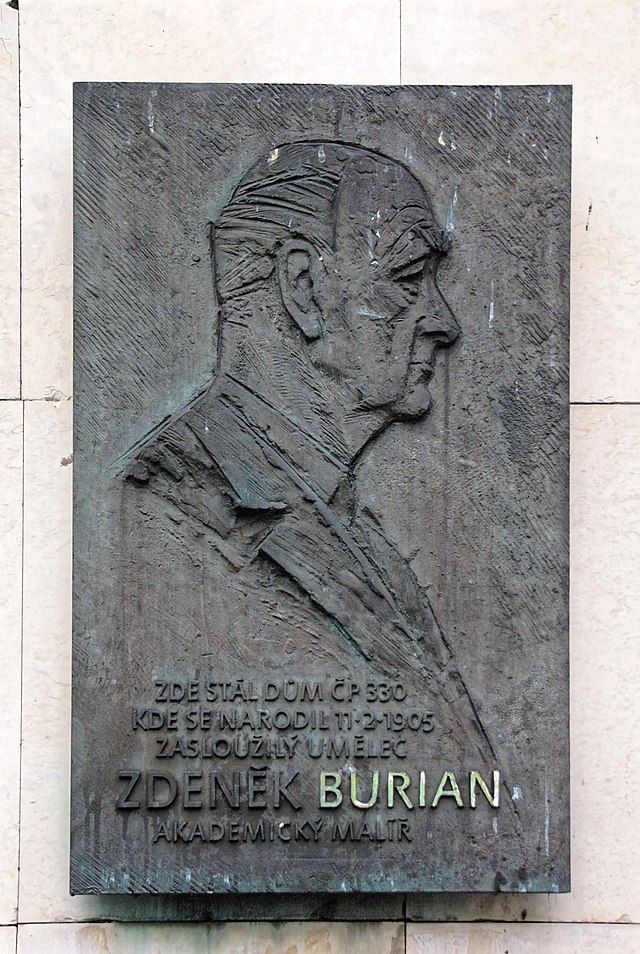 ZDE STÁL DŮM ČP 330
KDE SE NARODIL 11·2·1905
ZASLOUŽILÝ UMĚLEC
ZDENĚK BURIAN
AKADEMICKÝ MALÍŘ